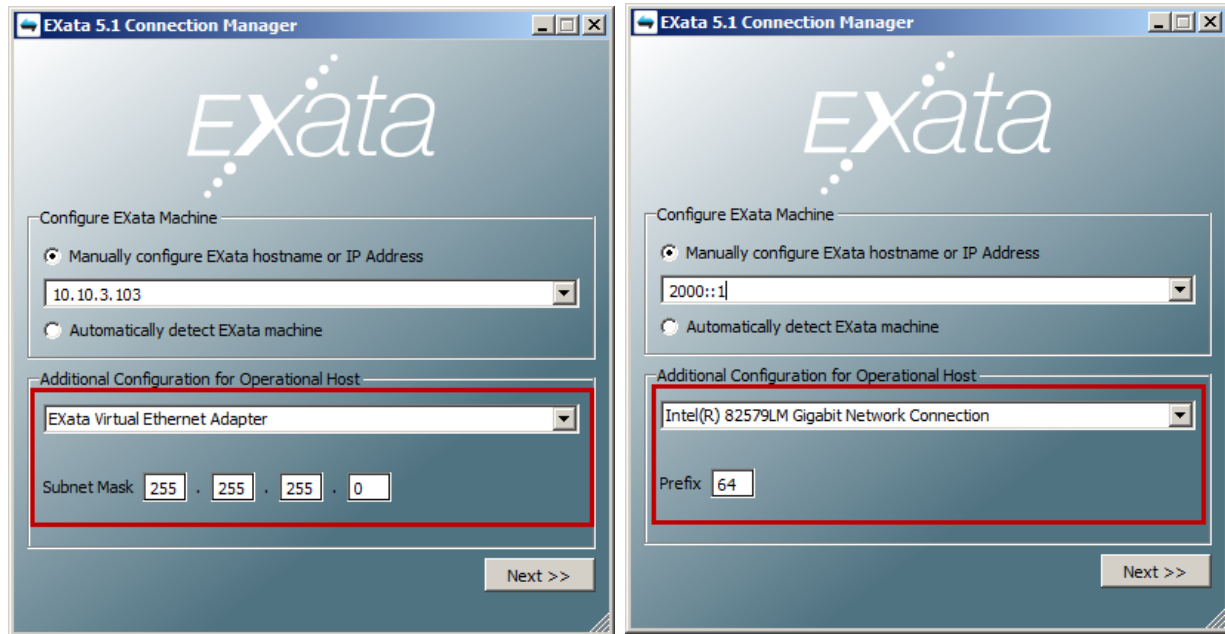 EXata 5.1 Connection Manager
EXata
Configure EXata Machine
Manually configure EXata hostname or IP Address
10.10.3.103
Automatically detect EXata machine
Additional Configuration for Operational Host
EXata Virtual Ethernet Adapter
Subnet Mask 255 . 255 . 255 . 0
Next >>
EXata 5.1 Connection Manager
EXata
Configure EXata Machine
Manually configure EXata hostname or IP Address
2000::1
Automatically detect EXata machine
Additional Configuration for Operational Host
Intel(R) 82579LM Gigabit Network Connection
Prefix 64
Next >>